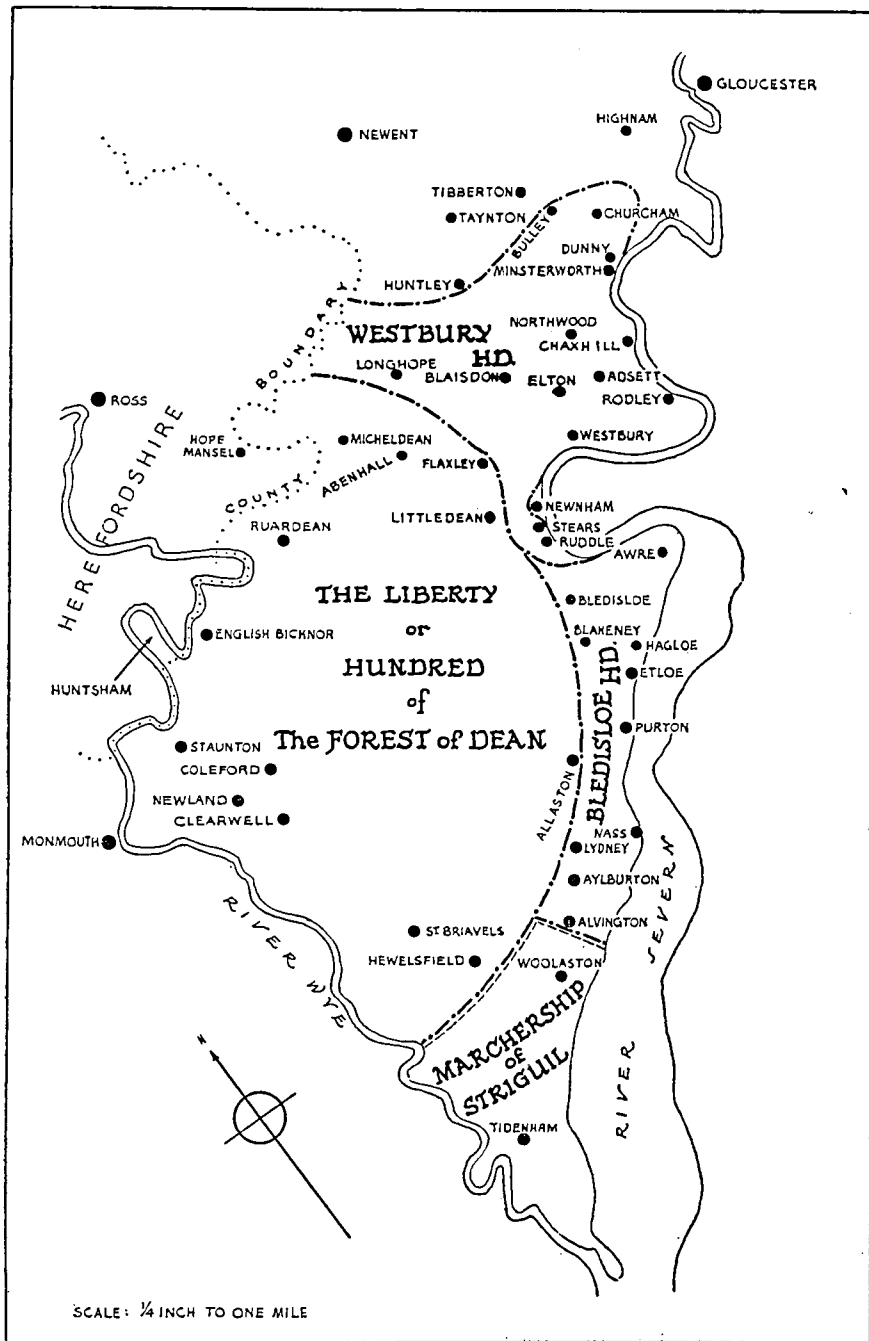 GLOUCESTER
HIGHNAM
NEWENT
TIBBERTON
TAYNTON
BULLEY
CHURCHAM
DUNNY
MINSTERWORTH
HUNTLEY
BOUNDARY
NORTHWOOD
WESTBURY
HD.
CHAXHILL
LONGHOPE
BLAISDON
ELTON
ADSETT
RODLEY
ROSS
HOPE
MANSEL
MICHELDEAN
WESTBURY
ABENHALL
FLAXLEY
COUNTY
HEREFORDSHIRE
NEWNHAM
LITTLEDEAN
STEARS
RUARDEAN
RUDDLE
AWRE
THE LIBERTY
or
HUNDRED
of
The FOREST of DEAN
BLEDISLOE
ENGLISH BICKNOR
BLAKENEY
HAGLOE
ETLOE
BLEDISLOE HD.
HUNTSHAM
PURTON
STAUNTON
COLEFORD
ALLASTON
NEWLAND
CLEARWELL
MONMOUTH
NASS
LYDNEY
AYLBURTON
ALVINGTON
ST BRIAVELS
HEWELSFIELD
WOOLASTON
RIVER WYE
RIVER SEVERN
MARCHERSHIP
of
STRIGUIL
TIDENHAM
N
SCALE: ¼ INCH TO ONE MILE